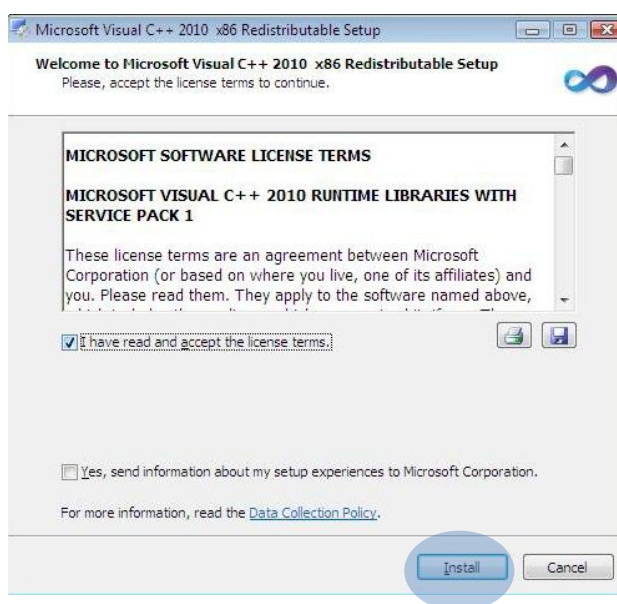 Microsoft Visual C++ 2010 x86 Redistributable Setup
Welcome to Microsoft Visual C++ 2010 x86 Redistributable Setup
Please, accept the license terms to continue.
MICROSOFT SOFTWARE LICENSE TERMS
MICROSOFT VISUAL C++ 2010 RUNTIME LIBRARIES WITH
SERVICE PACK 1
These license terms are an agreement between Microsoft
Corporation (or based on where you live, one of its affiliates) and
you. Please read them. They apply to the software named above,
I have read and accept the license terms.
Yes, send information about my setup experiences to Microsoft Corporation.
For more information, read the Data Collection Policy.
Install
Cancel